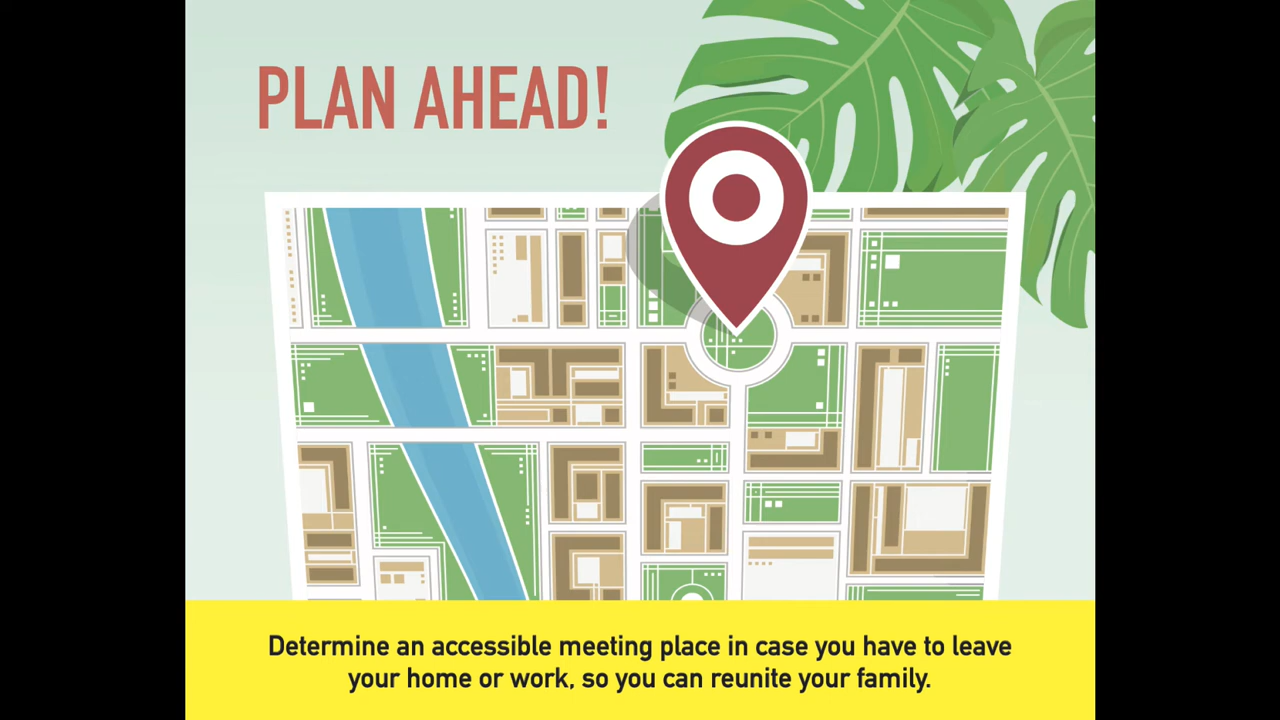 PLAN AHEAD!
Determine an accessible meeting place in case you have to leave
your home or work, so you can reunite your family.